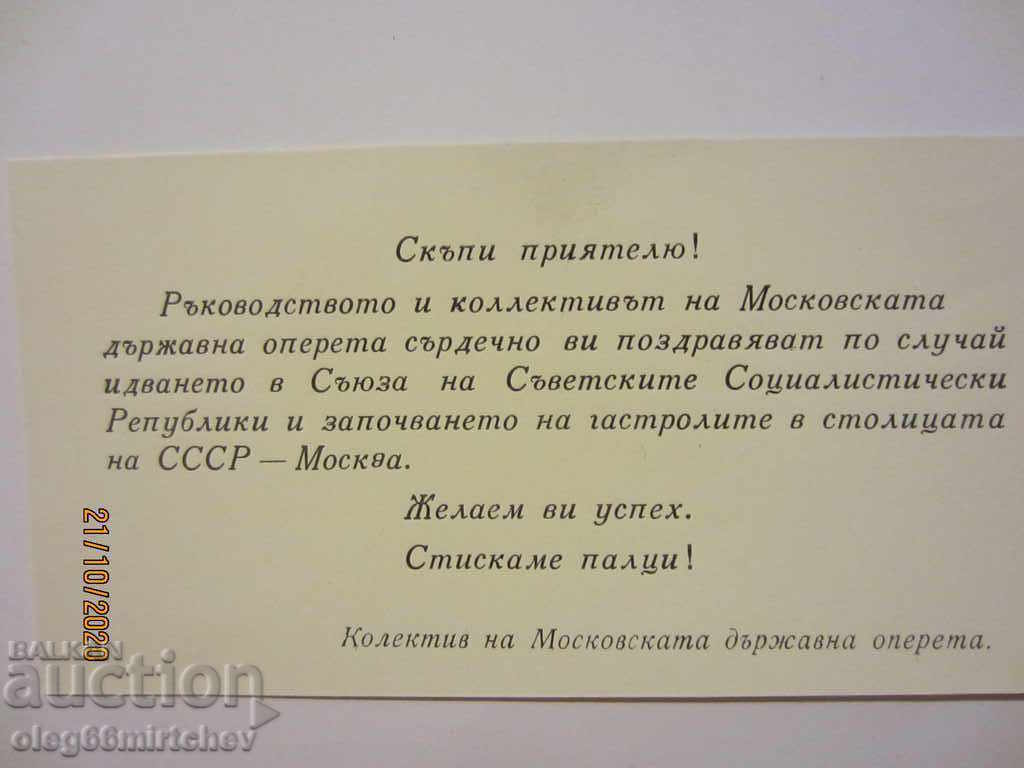 Скъпи приятелю!
Ръководството и коллективът на Московската
държавна оперета сърдечно ви поздравяват по случай
идването в Съюза на Съветските Социалистически
Републики и започването на гастролите в столицата
на СССР — Москва.
Желаем ви успех.
Стискаме палци!
Колектив на Московската държавна оперета.
21/10/2020
BALKAN
auction
oleg66mirtchev